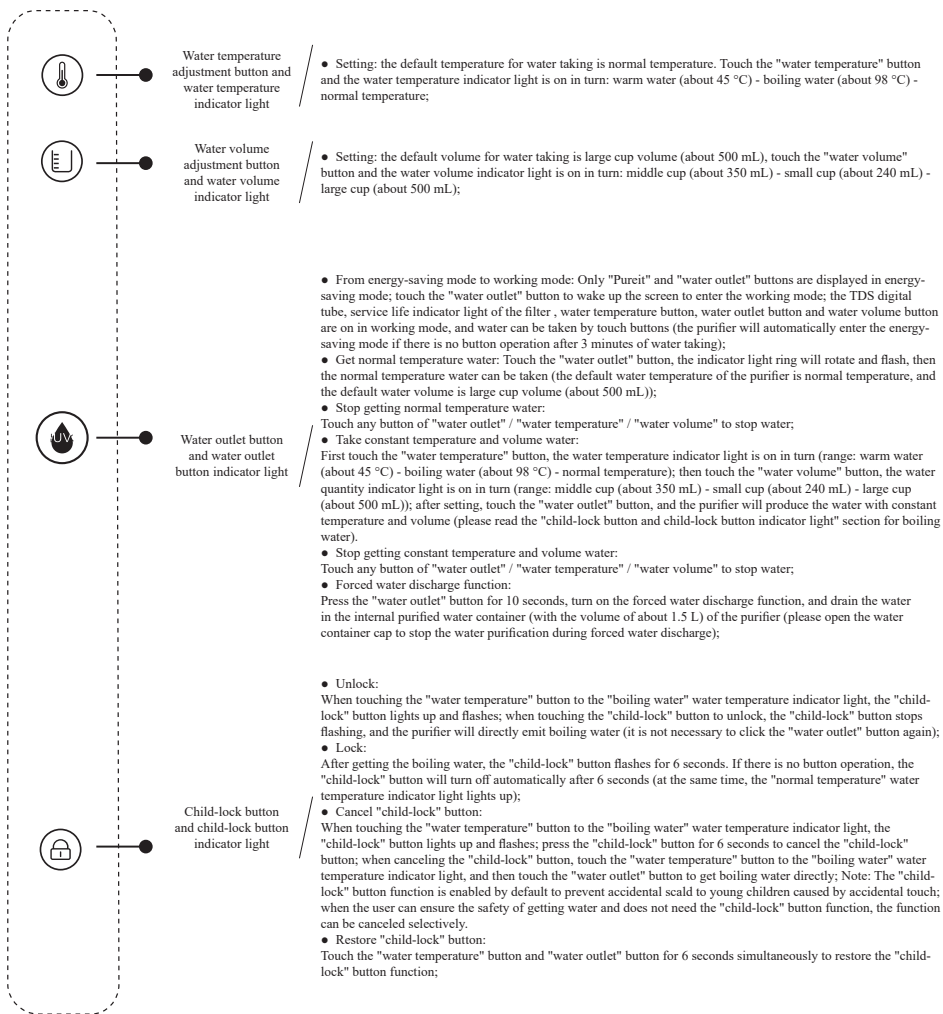 Water temperature
adjustment button and
water temperature
indicator light
● Setting: the default temperature for water taking is normal temperature. Touch the "water temperature" button
and the water temperature indicator light is on in turn: warm water (about 45 °C) - boiling water (about 98 °C) -
normal temperature;
Water volume
adjustment button
and water volume
indicator light
● Setting: the default volume for water taking is large cup volume (about 500 mL), touch the "water volume"
button and the water volume indicator light is on in turn: middle cup (about 350 mL) - small cup (about 240 mL) -
large cup (about 500 mL);
UV
Water outlet button
and water outlet
button indicator light
● From energy-saving mode to working mode: Only "Pureit" and "water outlet" buttons are displayed in energy-
saving mode; touch the "water outlet" button to wake up the screen to enter the working mode; the TDS digital
tube, service life indicator light of the filter , water temperature button, water outlet button and water volume button
are on in working mode, and water can be taken by touch buttons (the purifier will automatically enter the energy-
saving mode if there is no button operation after 3 minutes of water taking);
● Get normal temperature water: Touch the "water outlet" button, the indicator light ring will rotate and flash, then
the normal temperature water can be taken (the default water temperature of the purifier is normal temperature, and
the default water volume is large cup volume (about 500 mL));
● Stop getting normal temperature water:
Touch any button of "water outlet" / "water temperature" / "water volume" to stop water;
● Take constant temperature and volume water:
First touch the "water temperature" button, the water temperature indicator light is on in turn (range: warm water
(about 45 °C) - boiling water (about 98 °C) - normal temperature); then touch the "water volume" button, the water
quantity indicator light is on in turn (range: middle cup (about 350 mL) - small cup (about 240 mL) - large cup
(about 500 mL)); after setting, touch the "water outlet" button, and the purifier will produce the water with constant
temperature and volume (please read the "child-lock button and child-lock button indicator light" section for boiling
water).
● Stop getting constant temperature and volume water:
Touch any button of "water outlet" / "water temperature" / "water volume" to stop water;
● Forced water discharge function:
Press the "water outlet" button for 10 seconds, turn on the forced water discharge function, and drain the water
in the internal purified water container (with the volume of about 1.5 L) of the purifier (please open the water
container cap to stop the water purification during forced water discharge);
Child-lock button
and child-lock button
indicator light
● Unlock:
When touching the "water temperature" button to the "boiling water" water temperature indicator light, the "child-
lock" button lights up and flashes; when touching the "child-lock" button to unlock, the "child-lock" button stops
flashing, and the purifier will directly emit boiling water (it is not necessary to click the "water outlet" button again);
● Lock:
After getting the boiling water, the "child-lock" button flashes for 6 seconds. If there is no button operation, the
"child-lock" button will turn off automatically after 6 seconds (at the same time, the "normal temperature" water
temperature indicator light lights up);
● Cancel "child-lock" button:
When touching the "water temperature" button to the "boiling water" water temperature indicator light, the
"child-lock" button lights up and flashes; press the "child-lock" button for 6 seconds to cancel the "child-lock"
button; when canceling the "child-lock" button, touch the "water temperature" button to the "boiling water" water
temperature indicator light, and then touch the "water outlet" button to get boiling water directly; Note: The "child-
lock" button function is enabled by default to prevent accidental scald to young children caused by accidental touch;
when the user can ensure the safety of getting water and does not need the "child-lock" button function, the function
can be canceled selectively.
● Restore "child-lock" button:
Touch the "water temperature" button and "water outlet" button for 6 seconds simultaneously to restore the "child-
lock" button function;